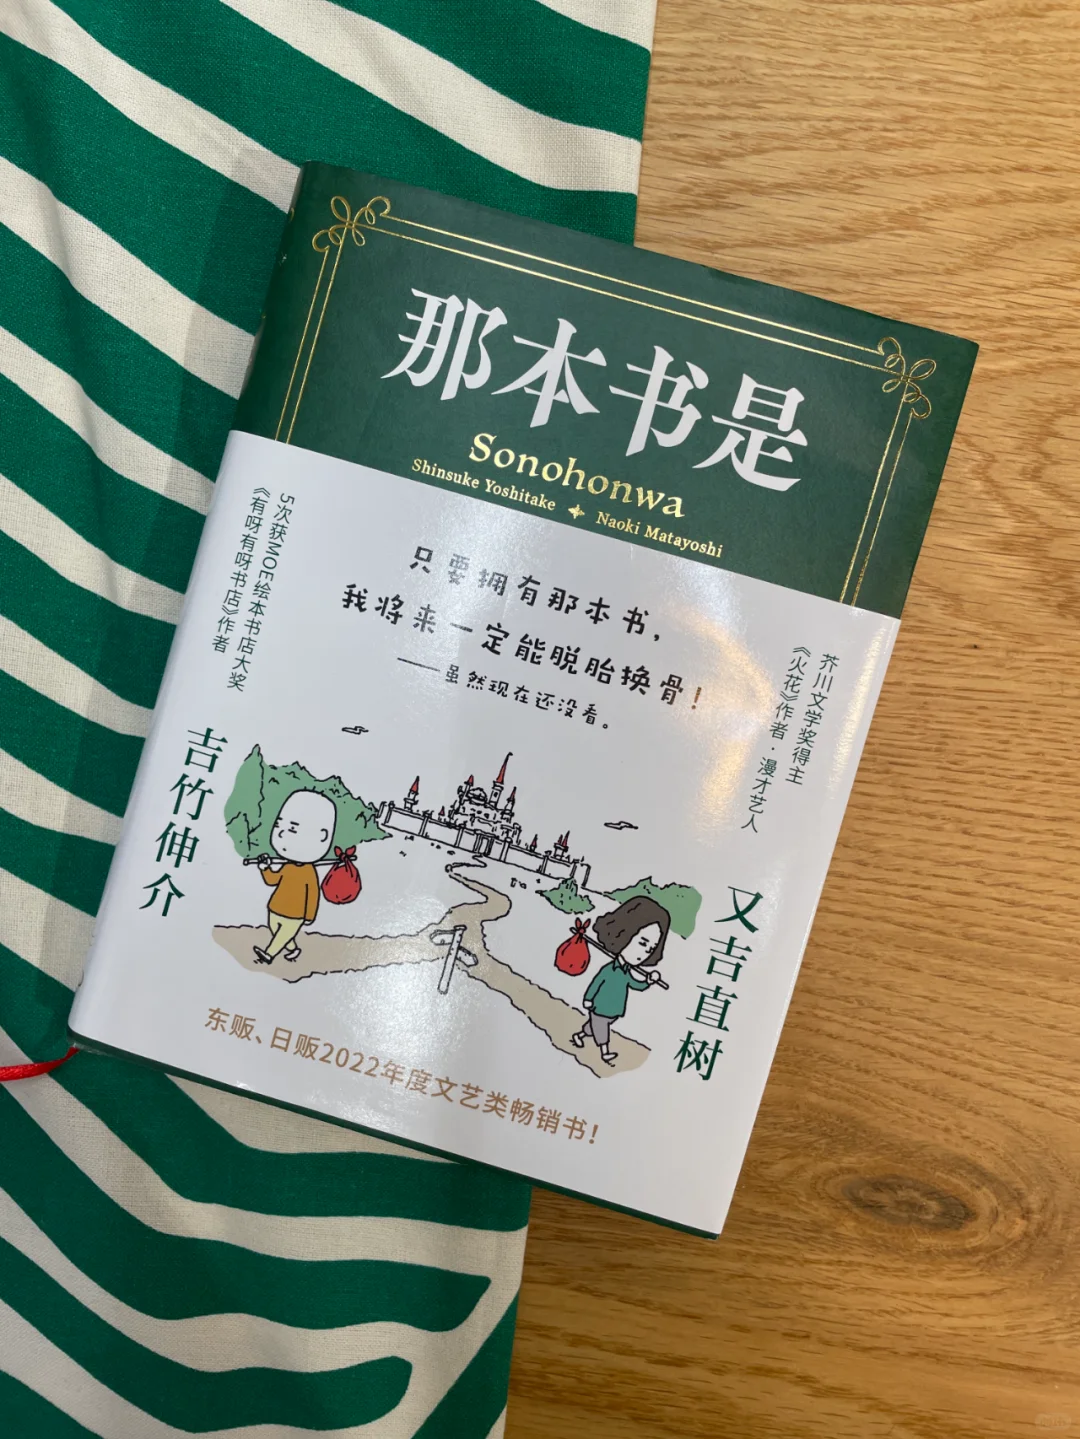 那本书是
Sonohonwa
Shinsuke Yoshitake ✦ Naoki Matayoshi
只要拥有那本书，
我将来一定能脱胎换骨！
——虽然现在还没看。
5次获MOE绘本书店大奖
《有呀有呀书店》作者
吉竹伸介
芥川文学奖得主
《火花》作者·漫才艺人
又吉直树
东贩、日贩2022年度文艺类畅销书！